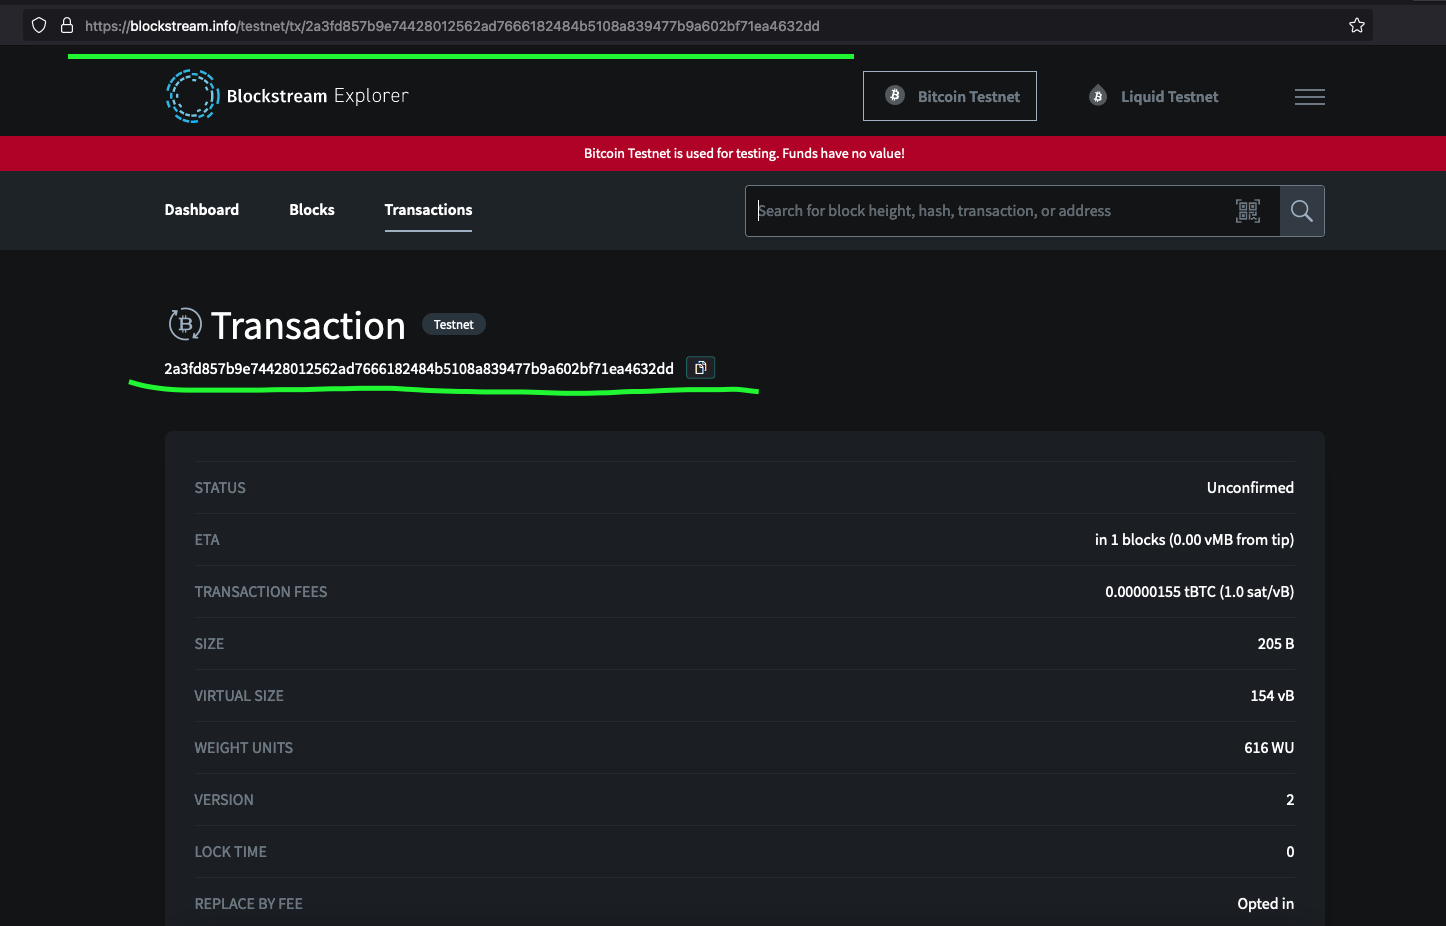 https://blockstream.info/testnet/tx/2a3fd857b9e74428012562ad7666182484b5108a839477b9a602bf71ea4632dd
Blockstream Explorer
Bitcoin Testnet
Liquid Testnet
Bitcoin Testnet is used for testing. Funds have no value!
Dashboard
Blocks
Transactions
Search for block height, hash, transaction, or address
Transaction
Testnet
2a3fd857b9e74428012562ad7666182484b5108a839477b9a602bf71ea4632dd
STATUS
Unconfirmed
ETA
in 1 blocks (0.00 vMB from tip)
TRANSACTION FEES
0.00000155 tBTC (1.0 sat/vB)
SIZE
205 B
VIRTUAL SIZE
154 vB
WEIGHT UNITS
616 WU
VERSION
2
LOCK TIME
0
REPLACE BY FEE
Opted in